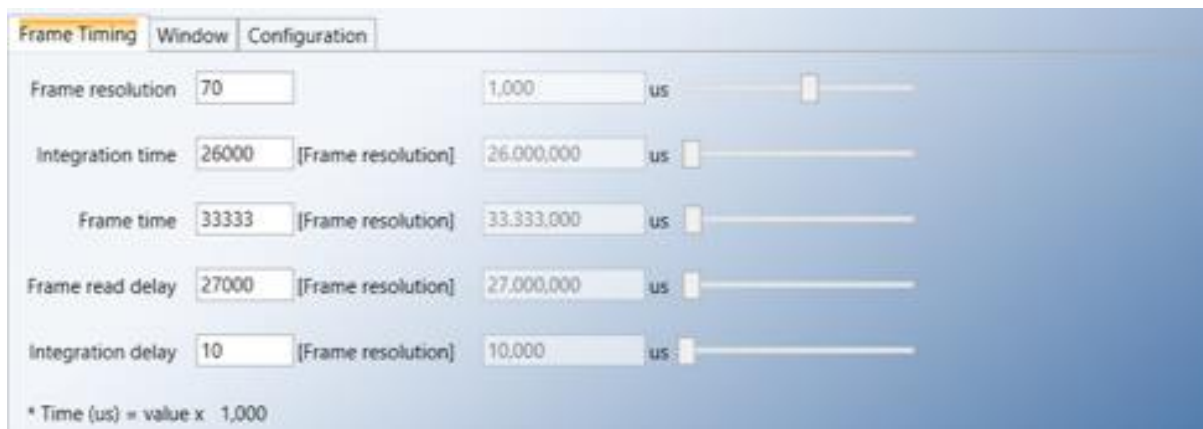 Frame Timing Window Configuration
Frame resolution 70 1,000 us
Integration time 26000 [Frame resolution] 26.000,000 us
Frame time 33333 [Frame resolution] 33.333,000 us
Frame read delay 27000 [Frame resolution] 27.000,000 us
Integration delay 10 [Frame resolution] 10,000 us
* Time (us) = value x 1,000